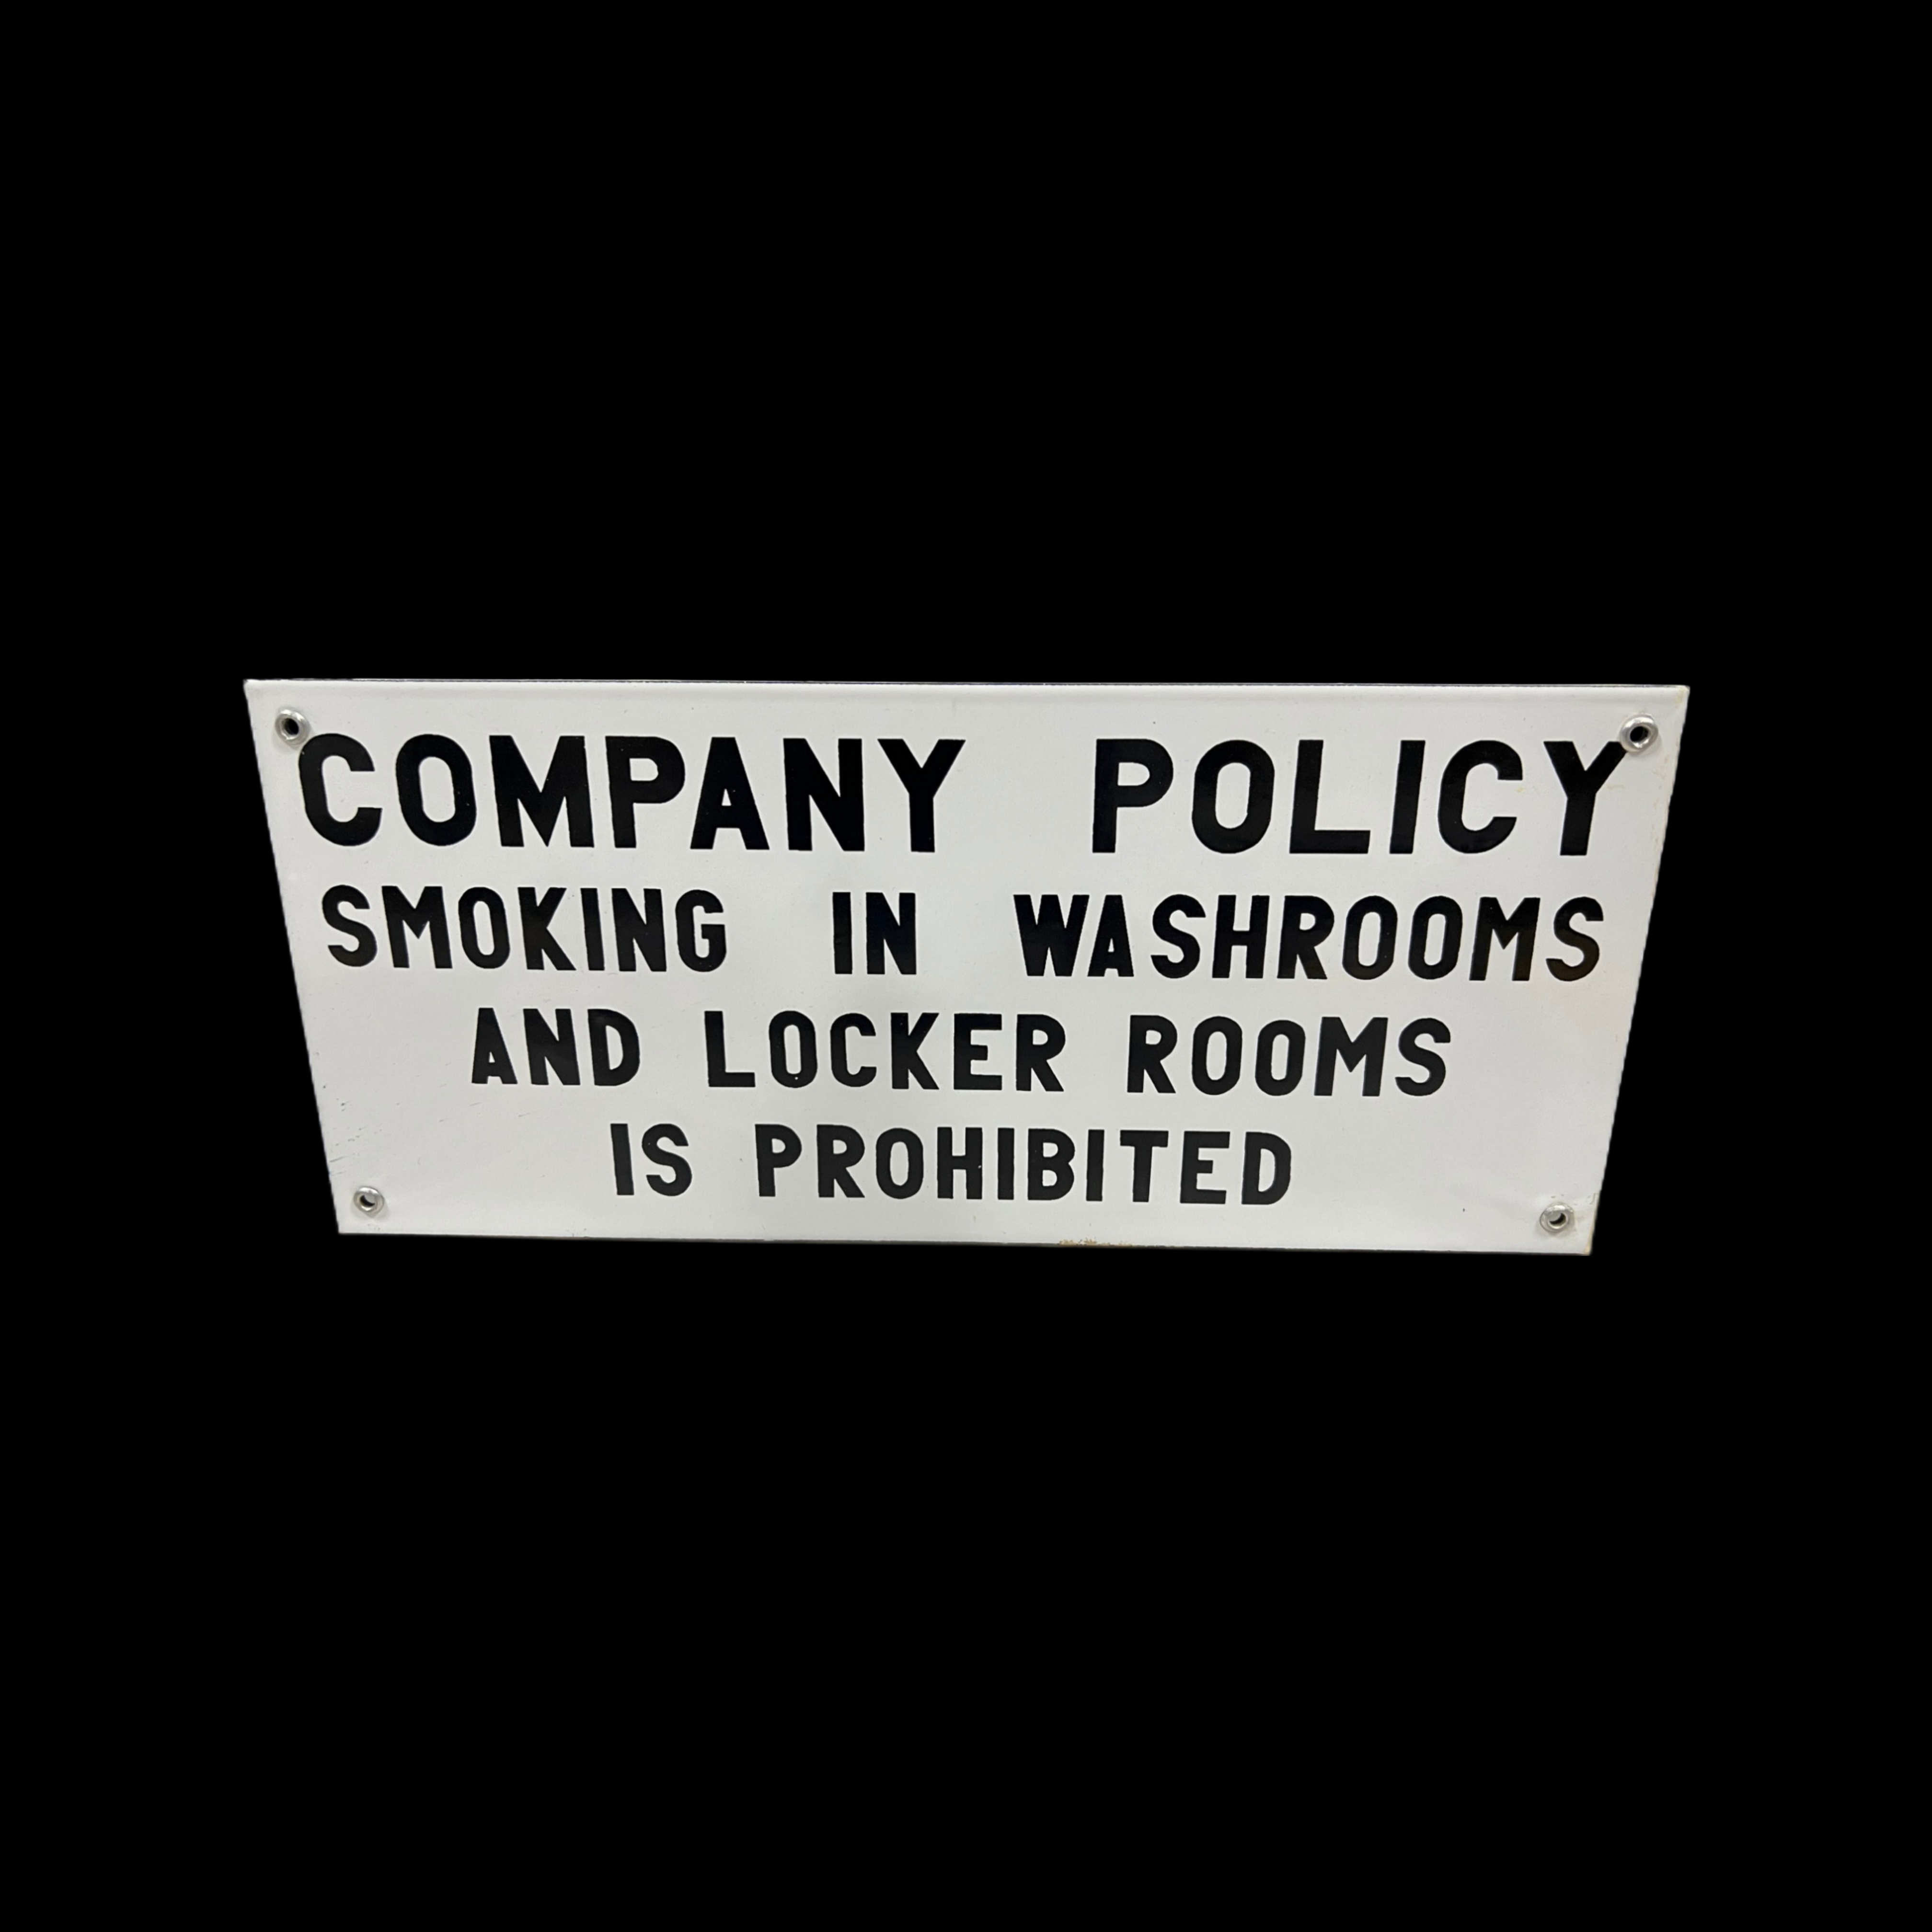 COMPANY POLICY
SMOKING IN WASHROOMS
AND LOCKER ROOMS
IS PROHIBITED